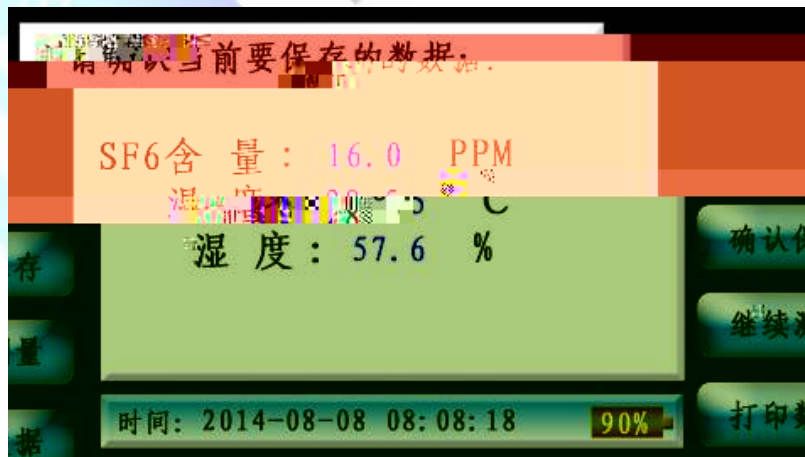 请确认当前要保存的数据:
SF6含 量: 16.0 PPM
温 度: ℃
湿 度: 57.6 %
存
量
据
确认
继续
打印
时间: 2014-08-08 08:08:18
90%